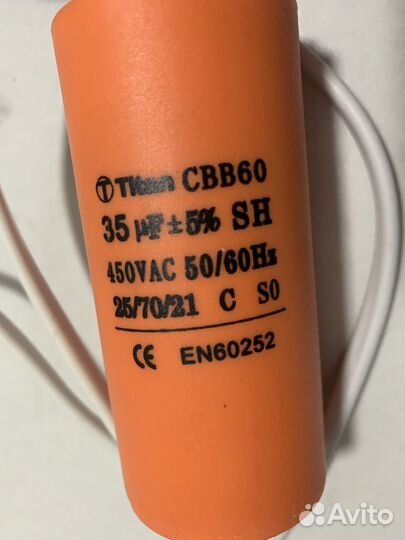 Titan CBB60
35 µF ± 5% SH
450VAC 50/60Hz
25/70/21 C S0
CE EN60252
Avito